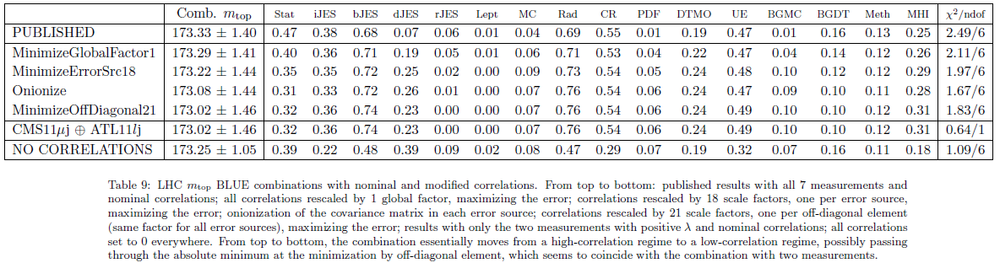 Comb. mtop Stat iJES bJES dJES rJES Lept MC Rad CR PDF DTMO UE BGMC BGDT Meth MHI χ2/ndof
PUBLISHED 173.33 ± 1.40 0.47 0.38 0.68 0.07 0.06 0.01 0.04 0.69 0.55 0.01 0.19 0.47 0.01 0.16 0.13 0.25 2.49/6
MinimizeGlobalFactor1 173.29 ± 1.41 0.40 0.36 0.71 0.19 0.05 0.01 0.06 0.71 0.53 0.04 0.22 0.47 0.04 0.14 0.12 0.26 2.11/6
MinimizeErrorSrc18 173.22 ± 1.44 0.35 0.35 0.72 0.25 0.02 0.00 0.09 0.73 0.54 0.05 0.24 0.48 0.10 0.12 0.12 0.29 1.97/6
Onionize 173.08 ± 1.44 0.31 0.33 0.72 0.26 0.01 0.00 0.07 0.76 0.54 0.06 0.24 0.47 0.09 0.10 0.11 0.28 1.67/6
MinimizeOffDiagonal21 173.02 ± 1.46 0.32 0.36 0.74 0.23 0.00 0.00 0.07 0.76 0.54 0.06 0.24 0.49 0.10 0.10 0.12 0.31 1.83/6
CMS11μj ⊕ ATL11lj 173.02 ± 1.46 0.32 0.36 0.74 0.23 0.00 0.00 0.07 0.76 0.54 0.06 0.24 0.49 0.10 0.10 0.12 0.31 0.64/1
NO CORRELATIONS 173.25 ± 1.05 0.39 0.22 0.48 0.39 0.09 0.02 0.08 0.47 0.29 0.07 0.19 0.32 0.07 0.16 0.11 0.18 1.09/6
Table 9: LHC mtop BLUE combinations with nominal and modified correlations. From top to bottom: published results with all 7 measurements and
nominal correlations; all correlations rescaled by 1 global factor, maximizing the error; correlations rescaled by 18 scale factors, one per error source,
maximizing the error; onionization of the covariance matrix in each error source; correlations rescaled by 21 scale factors, one per off-diagonal element
(same factor for all error sources), maximizing the error; results with only the two measurements with positive λ and nominal correlations; all correlations
set to 0 everywhere. From top to bottom, the combination essentially moves from a high-correlation regime to a low-correlation regime, possibly passing
through the absolute minimum at the minimization by off-diagonal element, which seems to coincide with the combination with two measurements.